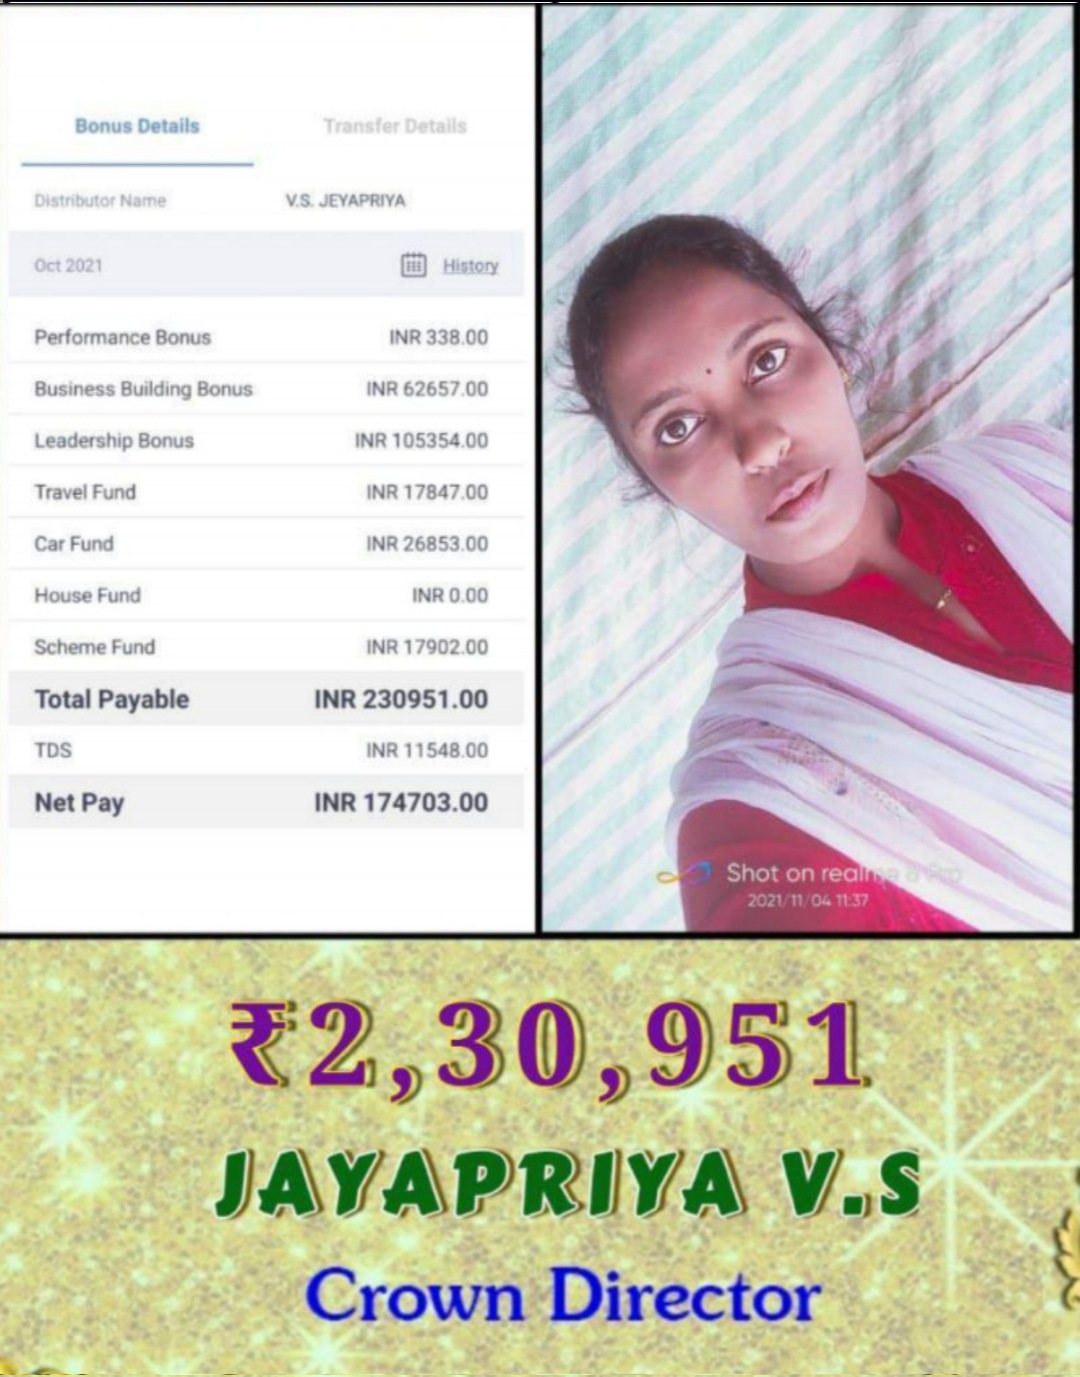 Bonus Details Transfer Details
Distributor Name V.S. JEYAPRIYA
Oct 2021 History
Performance Bonus INR 338.00
Business Building Bonus INR 62657.00
Leadership Bonus INR 105354.00
Travel Fund INR 17847.00
Car Fund INR 26853.00
House Fund INR 0.00
Scheme Fund INR 17902.00
Total Payable INR 230951.00
TDS INR 11548.00
Net Pay INR 174703.00
Shot on realme 8 Pro
2021/11/04 11:37
₹2,30,951
JAYAPRIYA V.S
Crown Director